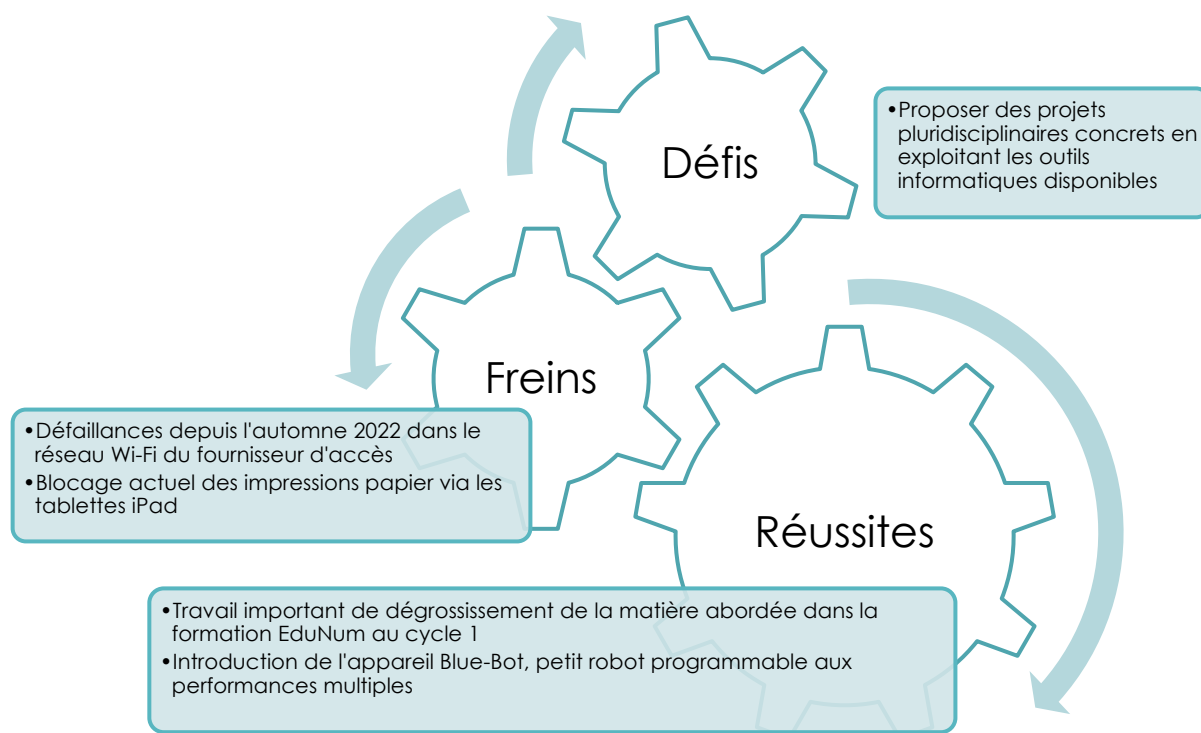 Défis
•Proposer des projets
pluridisciplinaires concrets en
exploitant les outils
informatiques disponibles
Freins
•Défaillances depuis l'automne 2022 dans le
réseau Wi-Fi du fournisseur d'accès
•Blocage actuel des impressions papier via les
tablettes iPad
Réussites
•Travail important de dégrossissement de la matière abordée dans la
formation EduNum au cycle 1
•Introduction de l'appareil Blue-Bot, petit robot programmable aux
performances multiples